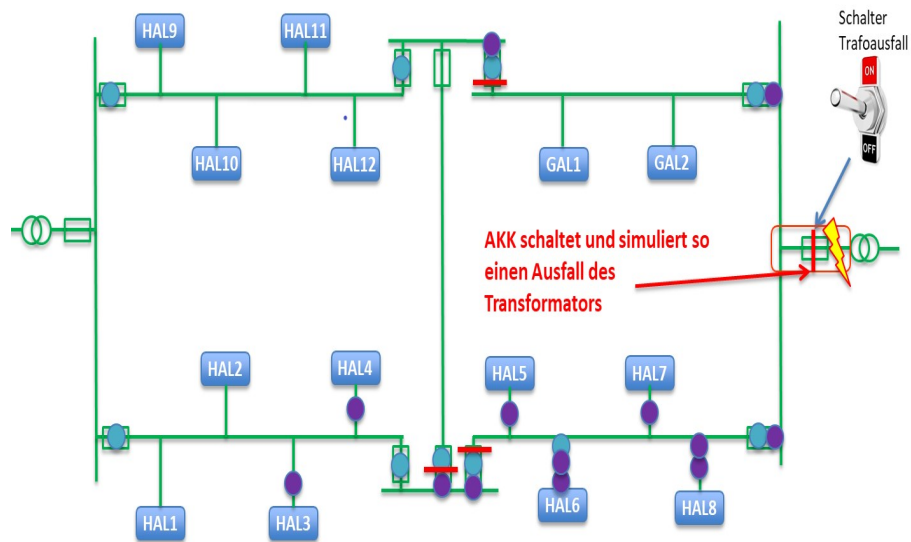 Schalter
Trafoausfall
ON
OFF
HAL9
HAL11
HAL10
HAL12
GAL1
GAL2
AKK schaltet und simuliert so
einen Ausfall des
Transformators
HAL2
HAL4
HAL5
HAL7
HAL1
HAL3
HAL6
HAL8